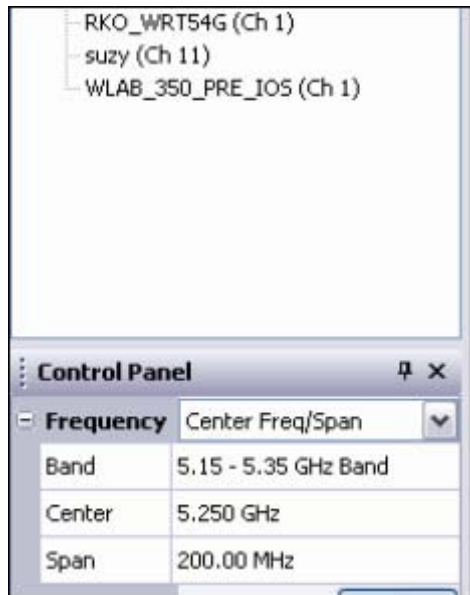 RKO_WRT54G (Ch 1)
suzy (Ch 11)
WLAB_350_PRE_IOS (Ch 1)
Control Panel
Frequency Center Freq/Span
Band 5.15 - 5.35 GHz Band
Center 5.250 GHz
Span 200.00 MHz